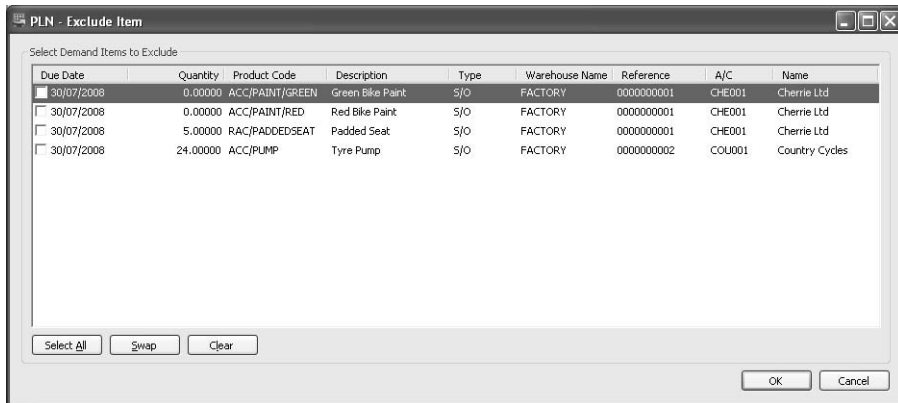 PLN - Exclude Item
Select Demand Items to Exclude
Due Date Quantity Product Code Description Type Warehouse Name Reference A/C Name
30/07/2008 0.00000 ACC/PAINT/GREEN Green Bike Paint S/O FACTORY 0000000001 CHE001 Cherrie Ltd
30/07/2008 0.00000 ACC/PAINT/RED Red Bike Paint S/O FACTORY 0000000001 CHE001 Cherrie Ltd
30/07/2008 5.00000 RAC/PADDEDSEAT Padded Seat S/O FACTORY 0000000001 CHE001 Cherrie Ltd
30/07/2008 24.00000 ACC/PUMP Tyre Pump S/O FACTORY 0000000002 COU001 Country Cycles
Select All Swap Clear
OK Cancel